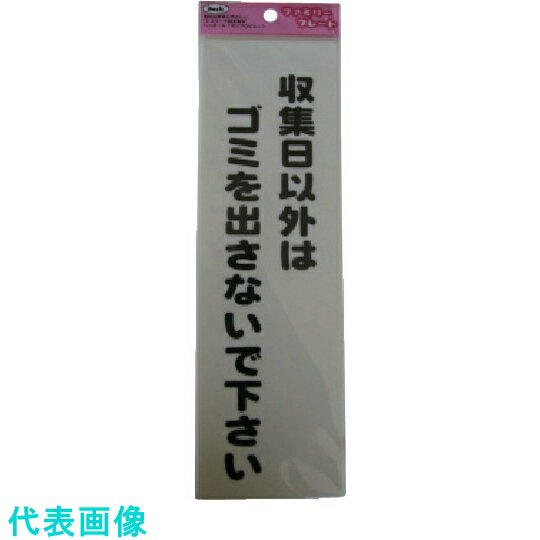 ファミリー
プレート
収集日以外は
ゴミを出さないで下さい
代表画像